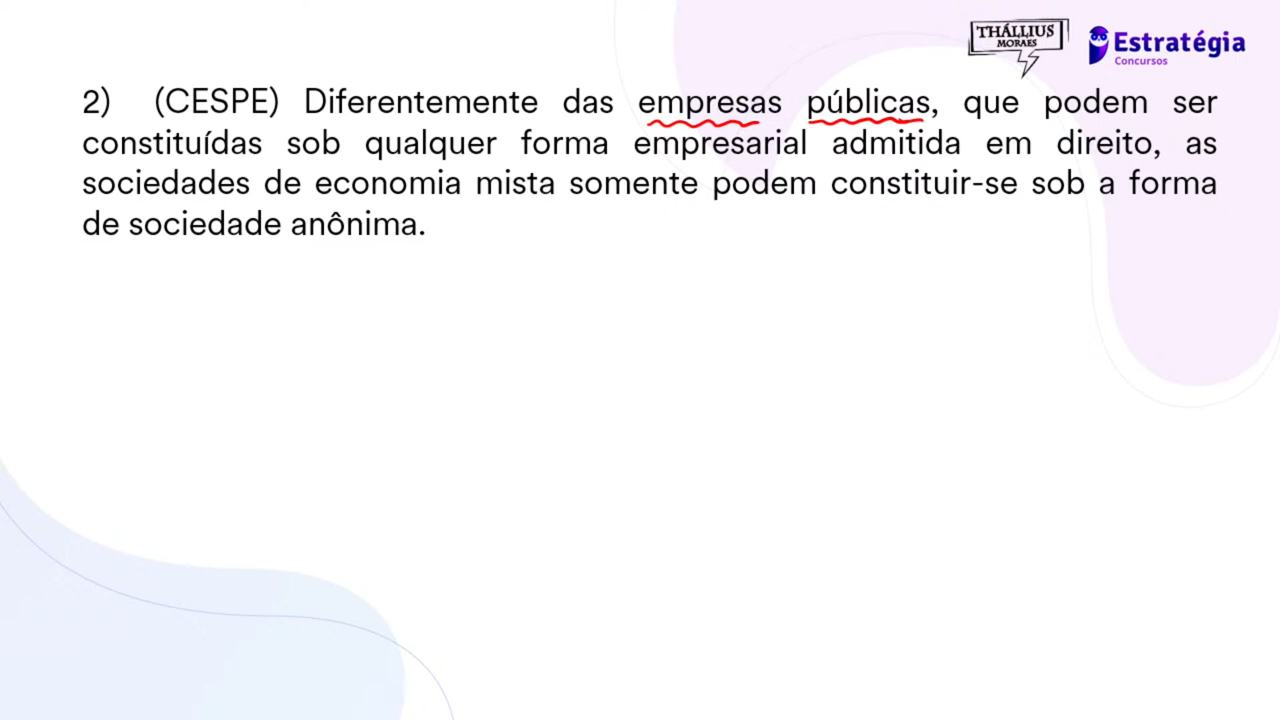 THÁLLIUS
MORAES
Estratégia
Concursos
2) (CESPE) Diferentemente das empresas públicas, que podem ser
constituídas sob qualquer forma empresarial admitida em direito, as
sociedades de economia mista somente podem constituir-se sob a forma
de sociedade anônima.